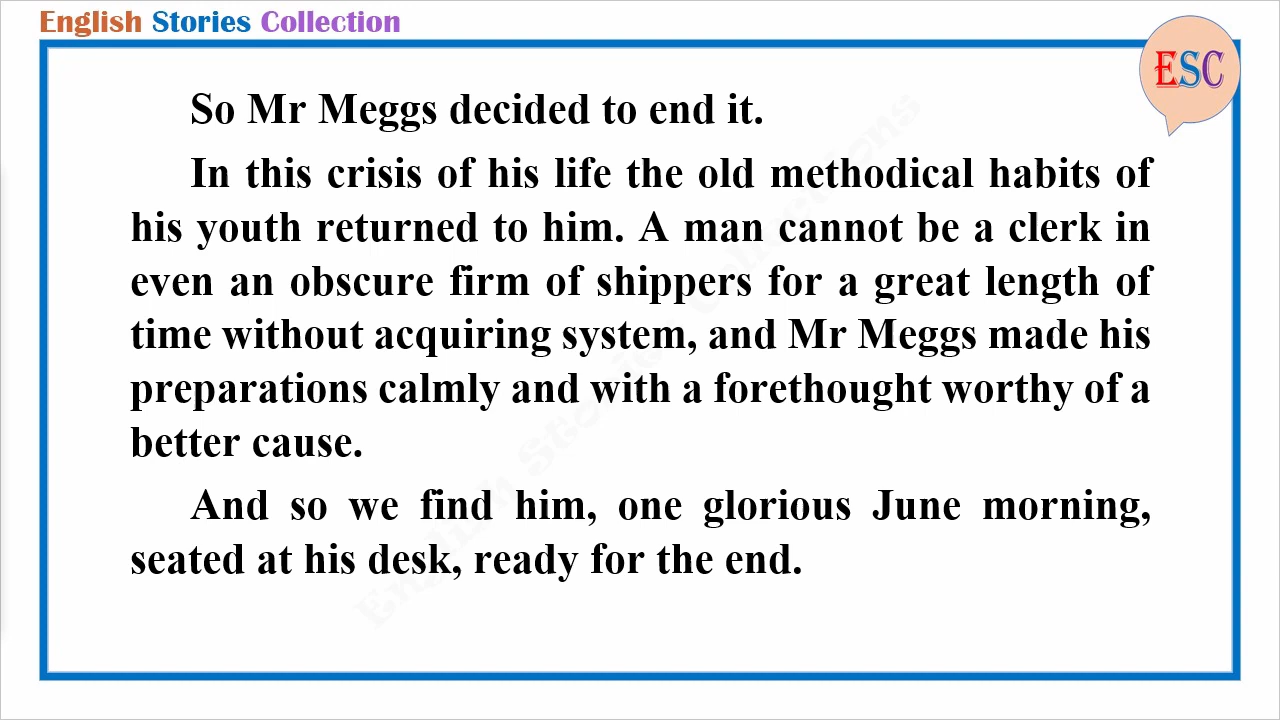 English Stories Collection
ESC
So Mr Meggs decided to end it.
In this crisis of his life the old methodical habits of
his youth returned to him. A man cannot be a clerk in
even an obscure firm of shippers for a great length of
time without acquiring system, and Mr Meggs made his
preparations calmly and with a forethought worthy of a
better cause.
And so we find him, one glorious June morning,
seated at his desk, ready for the end.
English Stories Collections